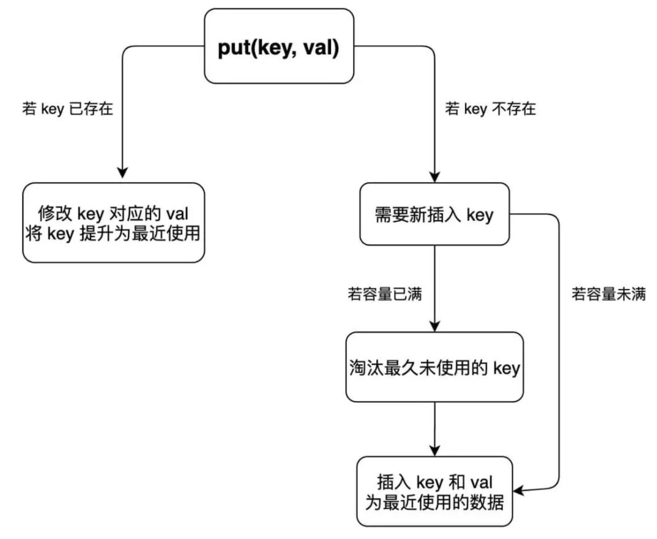 put(key, val)
若 key 已存在
若 key 不存在
修改 key 对应的 val
将 key 提升为最近使用
需要新插入 key
若容量已满
若容量未满
淘汰最久未使用的 key
插入 key 和 val
为最近使用的数据